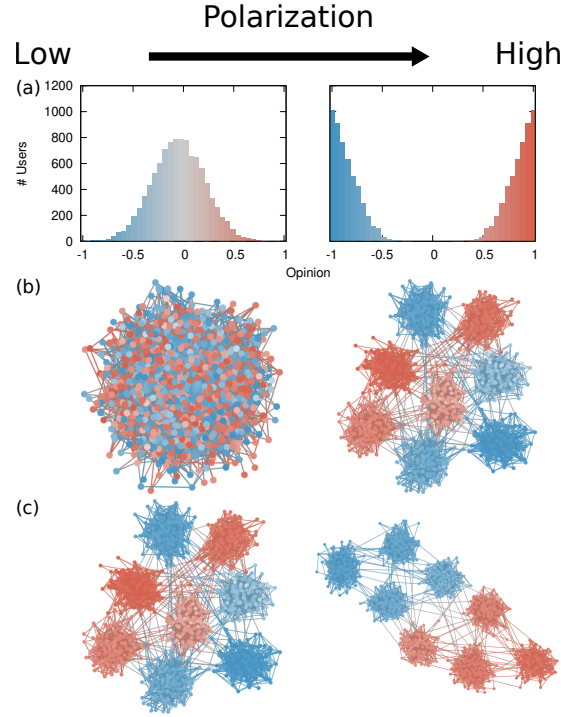 Polarization
Low High
(a)
1200
1000
800
600
400
200
0
# Users
-1 -0.5 0 0.5 1 -1 -0.5 0 0.5 1
Opinion
(b)
(c)